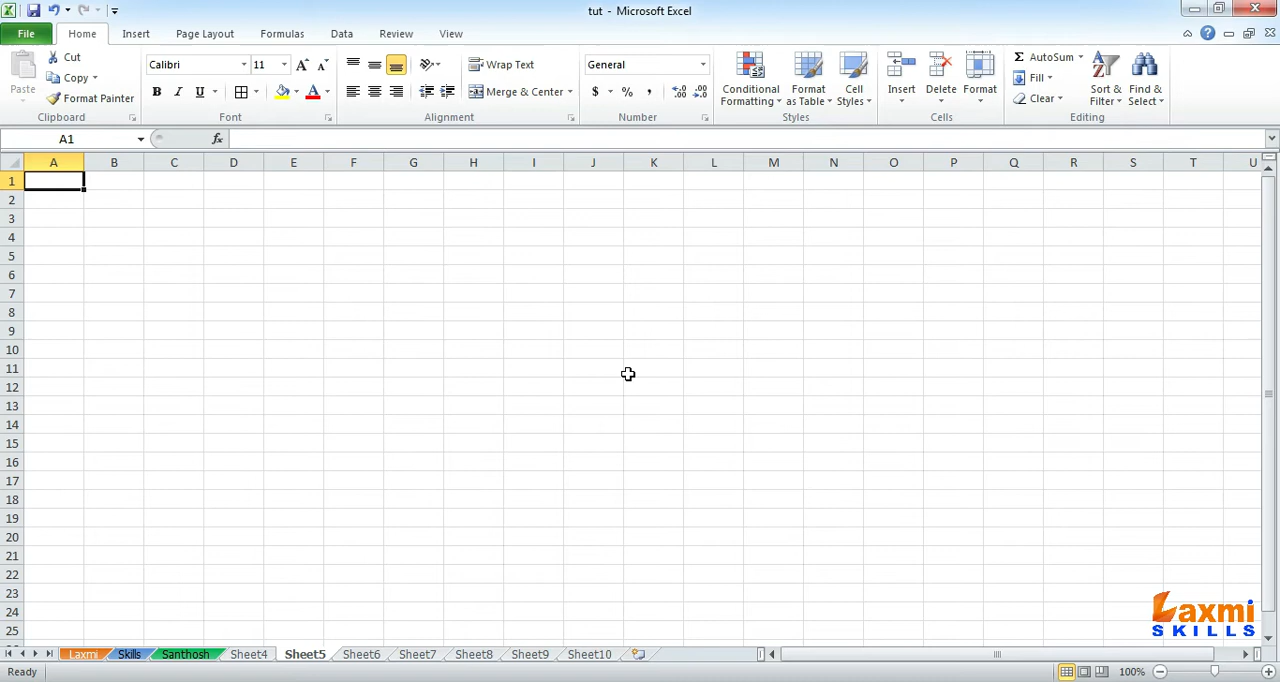 tut - Microsoft Excel
File Home Insert Page Layout Formulas Data Review View
Paste
Cut
Copy
Format Painter
Clipboard
Calibri 11 A A
B I U A
Font
Wrap Text
Merge & Center
Alignment
General
$ % , .0 .00 .00 .0
Number
Conditional Formatting
Format as Table
Cell Styles
Styles
Insert Delete Format
Cells
Σ AutoSum
Fill
Clear
Sort & Filter
Find & Select
Editing
A1 fx
A B C D E F G H I J K L M N O P Q R S T U
1
2
3
4
5
6
7
8
9
10
11
12
13
14
15
16
17
18
19
20
21
22
23
24
25
Laxmi
SKILLS
Laxmi Skills Santhosh Sheet4 Sheet5 Sheet6 Sheet7 Sheet8 Sheet9 Sheet10
Ready 100%